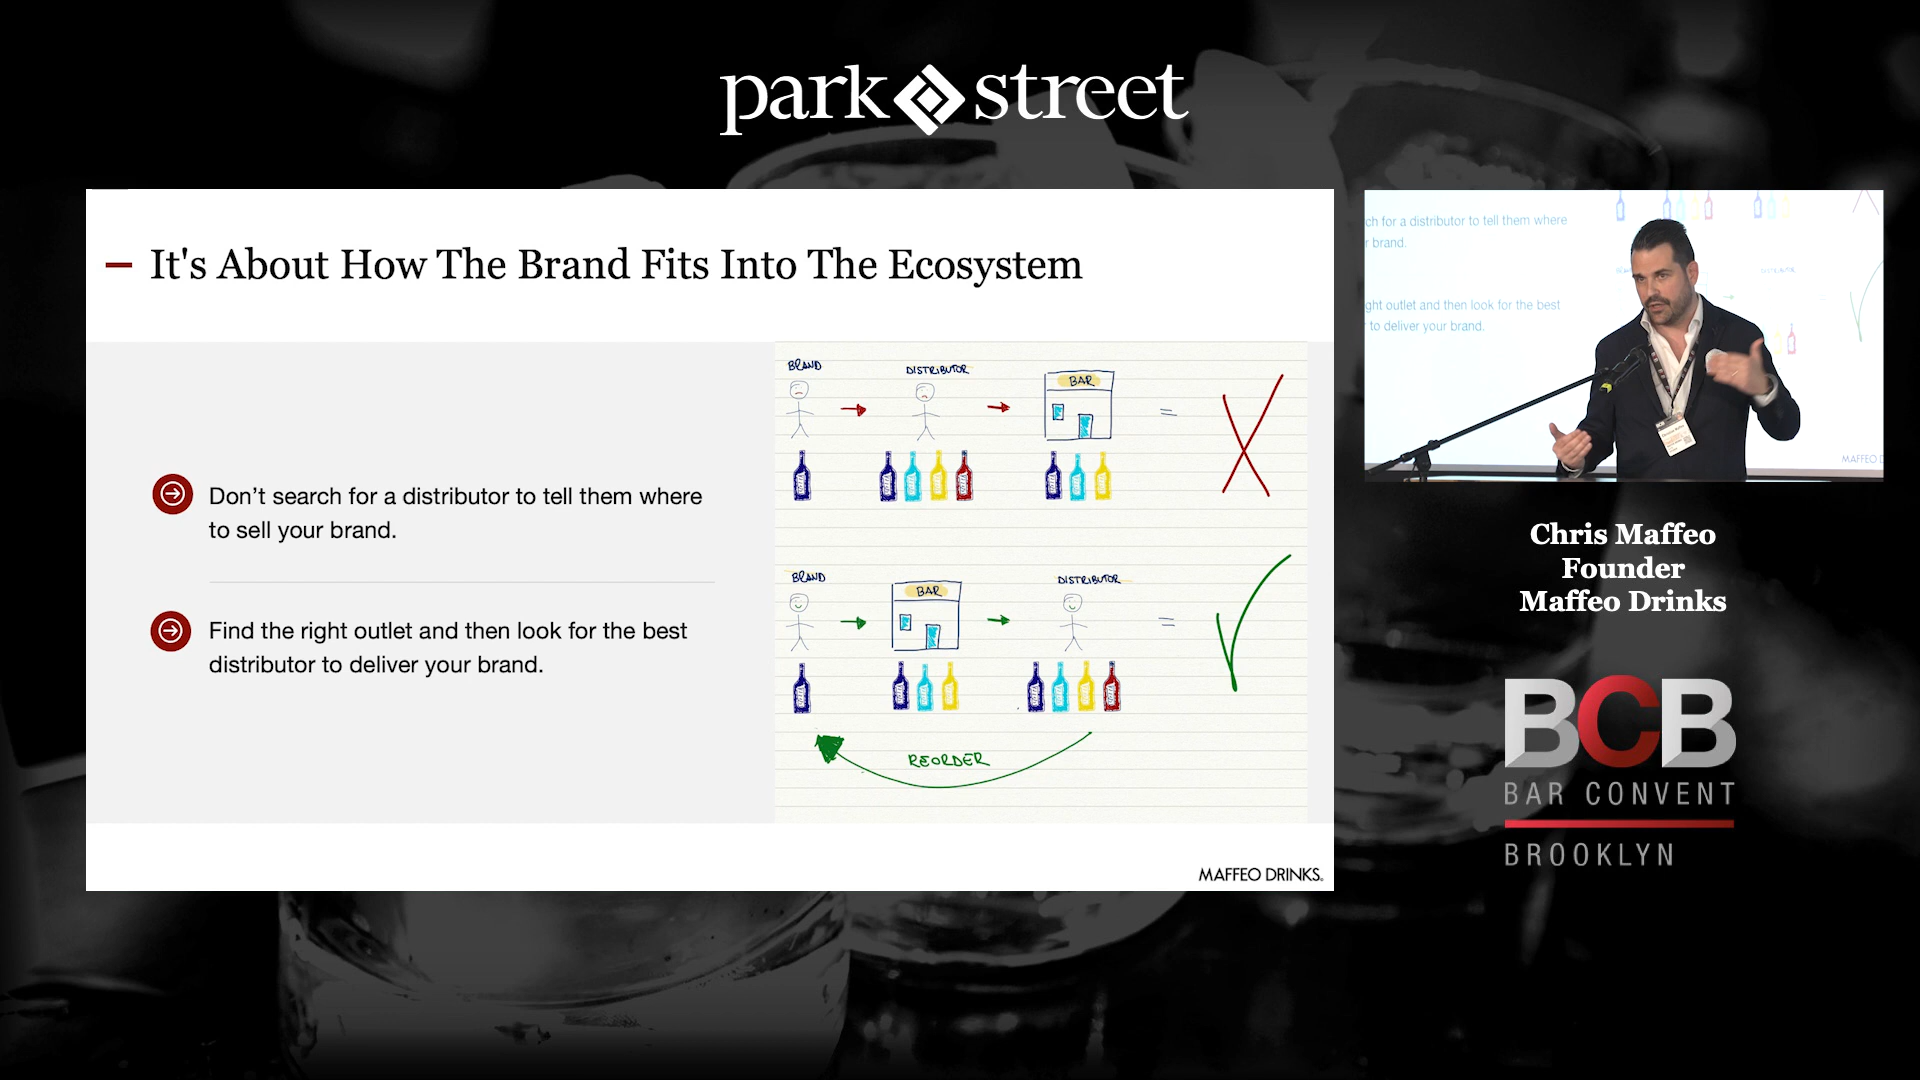 park street
It's About How The Brand Fits Into The Ecosystem
Don’t search for a distributor to tell them where
to sell your brand.
Find the right outlet and then look for the best
distributor to deliver your brand.
BRAND
DISTRIBUTOR
BAR
=
BRAND
BAR
DISTRIBUTOR
=
REORDER
MAFFEO DRINKS.
ch for a distributor to tell them where
r brand.
ght outlet and then look for the best
to deliver your brand.
MAFFEO D
Chris Maffeo
Founder
Maffeo Drinks
BCB
BAR CONVENT
BROOKLYN